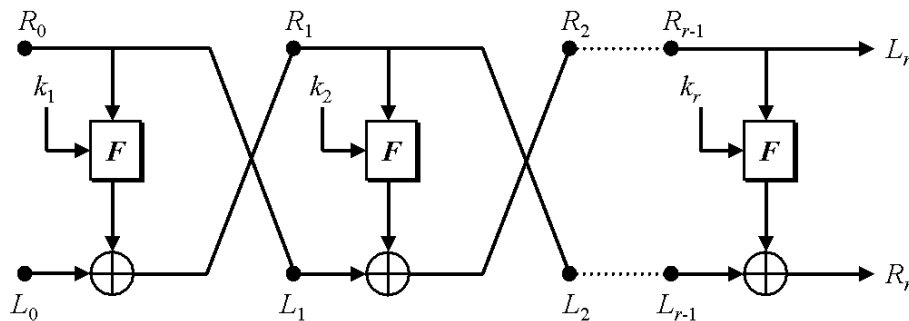 R₀ R₁ R₂ Rᵣ₋₁ Lᵣ
k₁ k₂ kᵣ
F F F
L₀ L₁ L₂ Lᵣ₋₁ Rᵣ